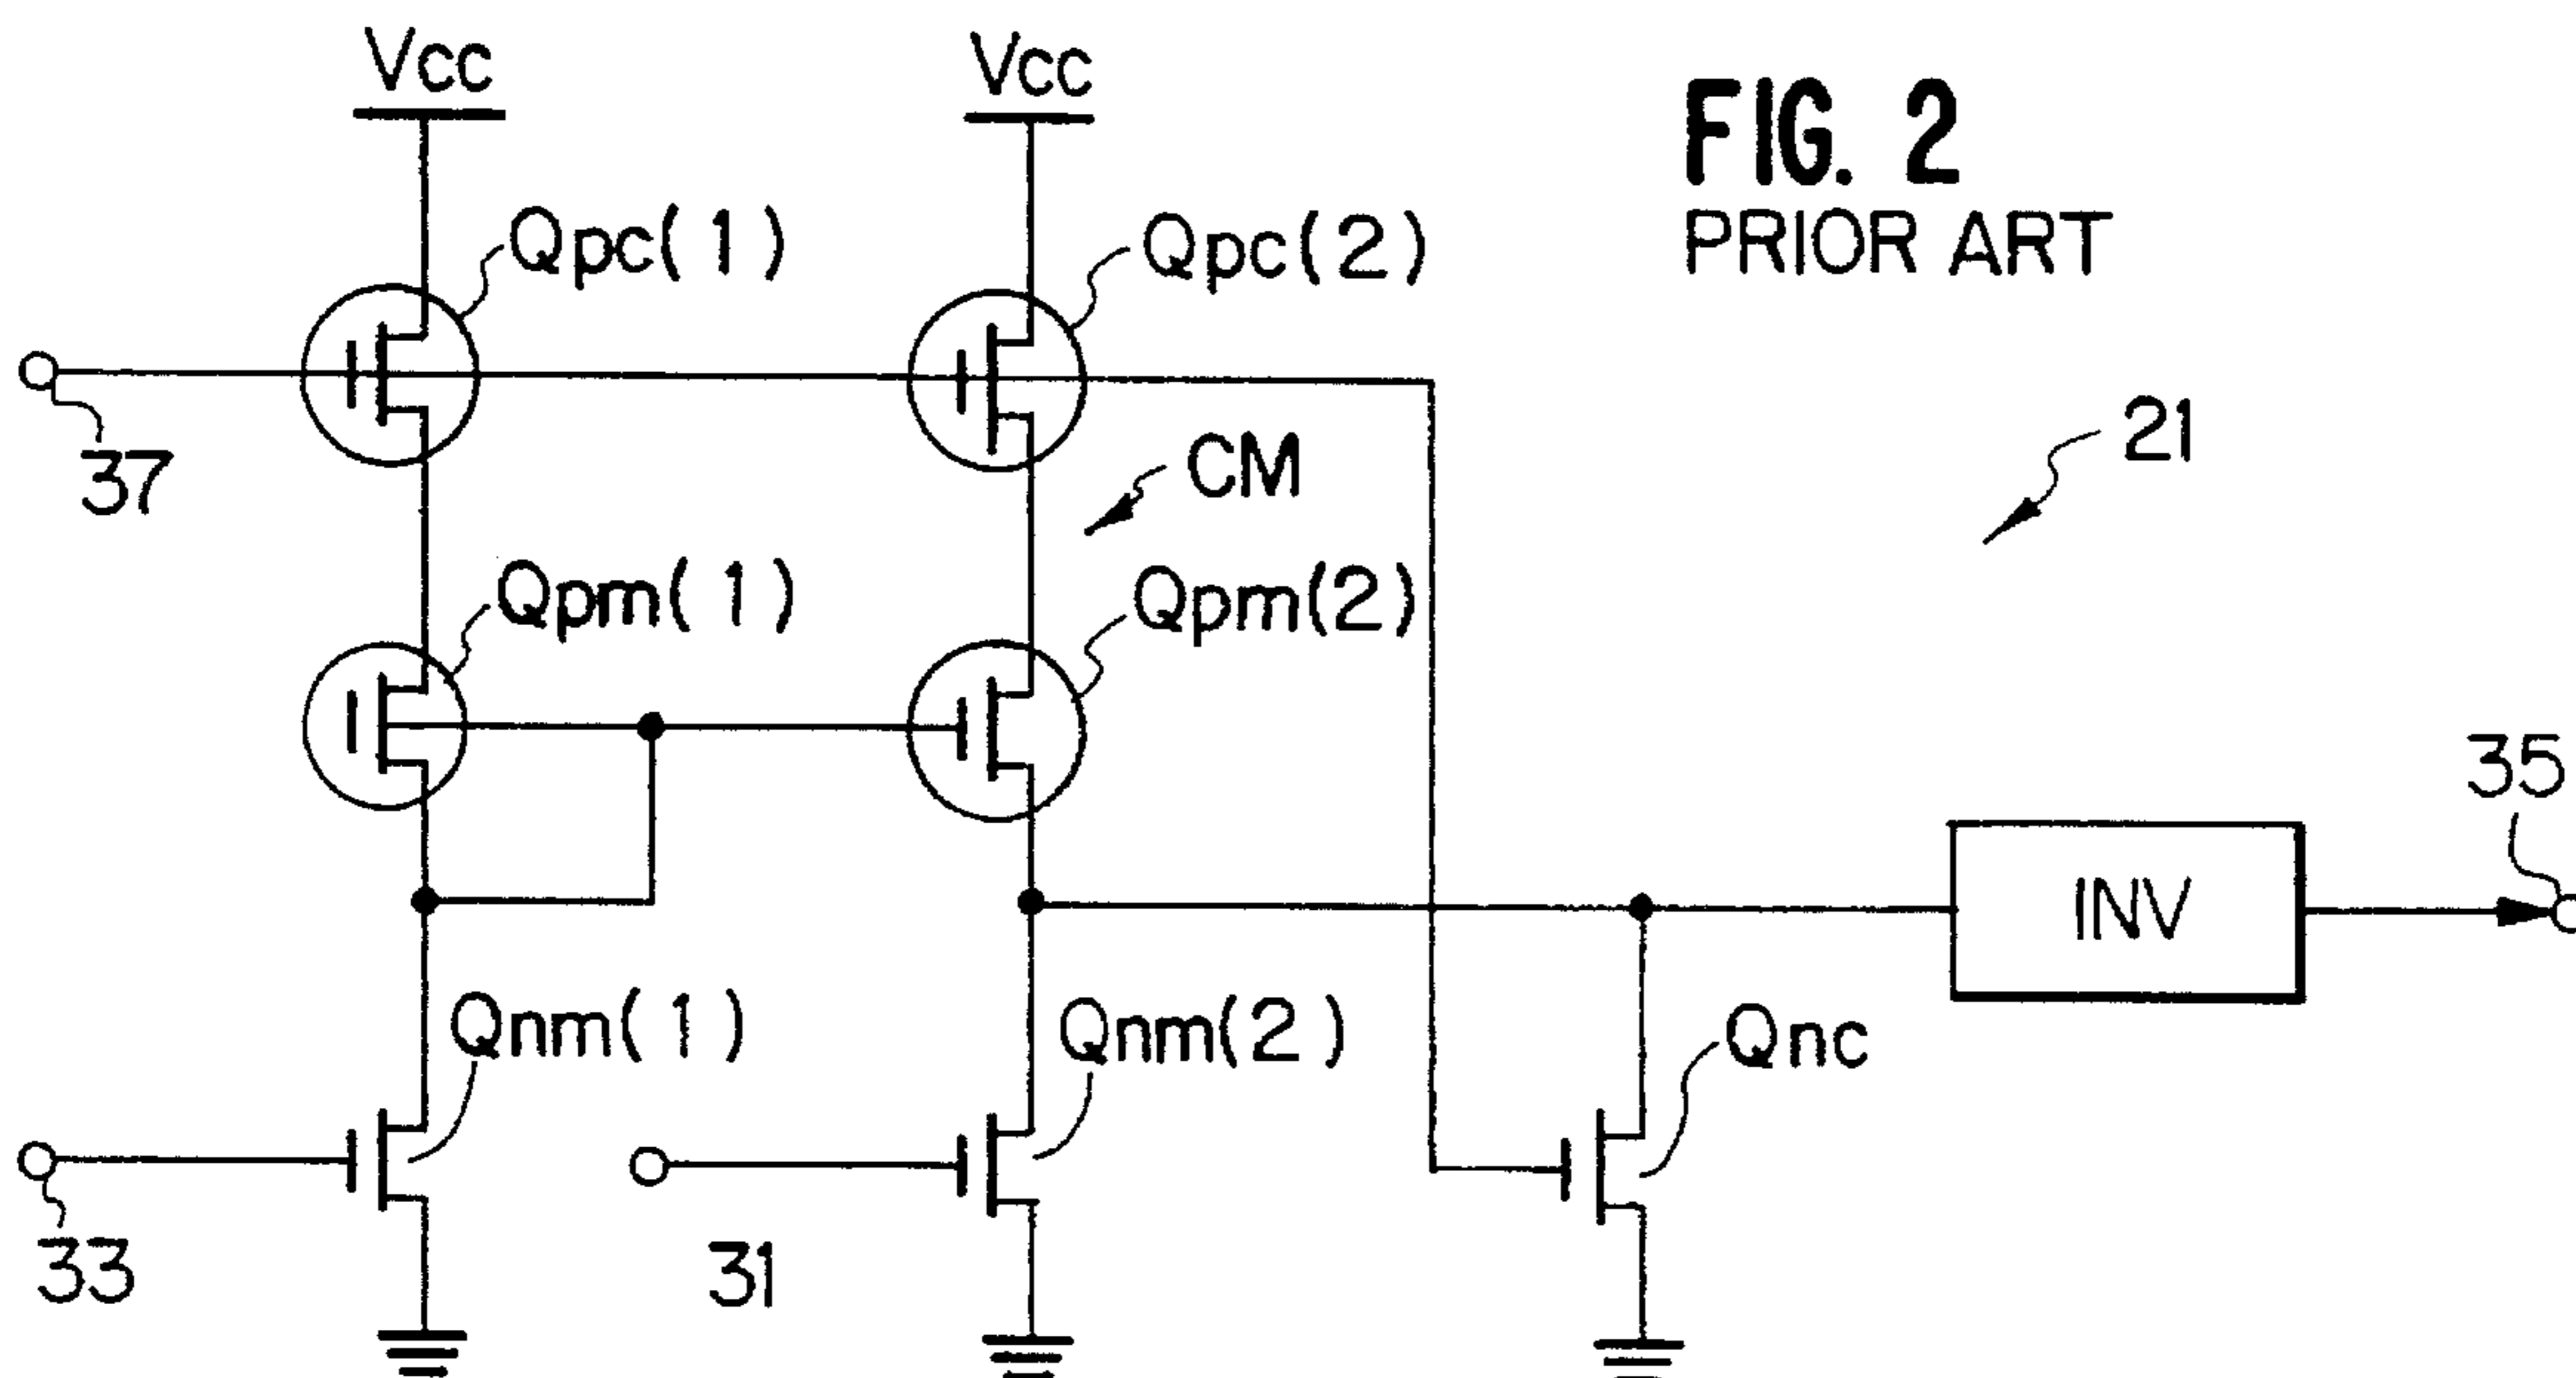 Vcc
Vcc
FIG. 2
PRIOR ART
Qpc(1)
Qpc(2)
37
CM
21
Qpm(1)
Qpm(2)
35
INV
Qnm(1)
Qnm(2)
Qnc
33
31